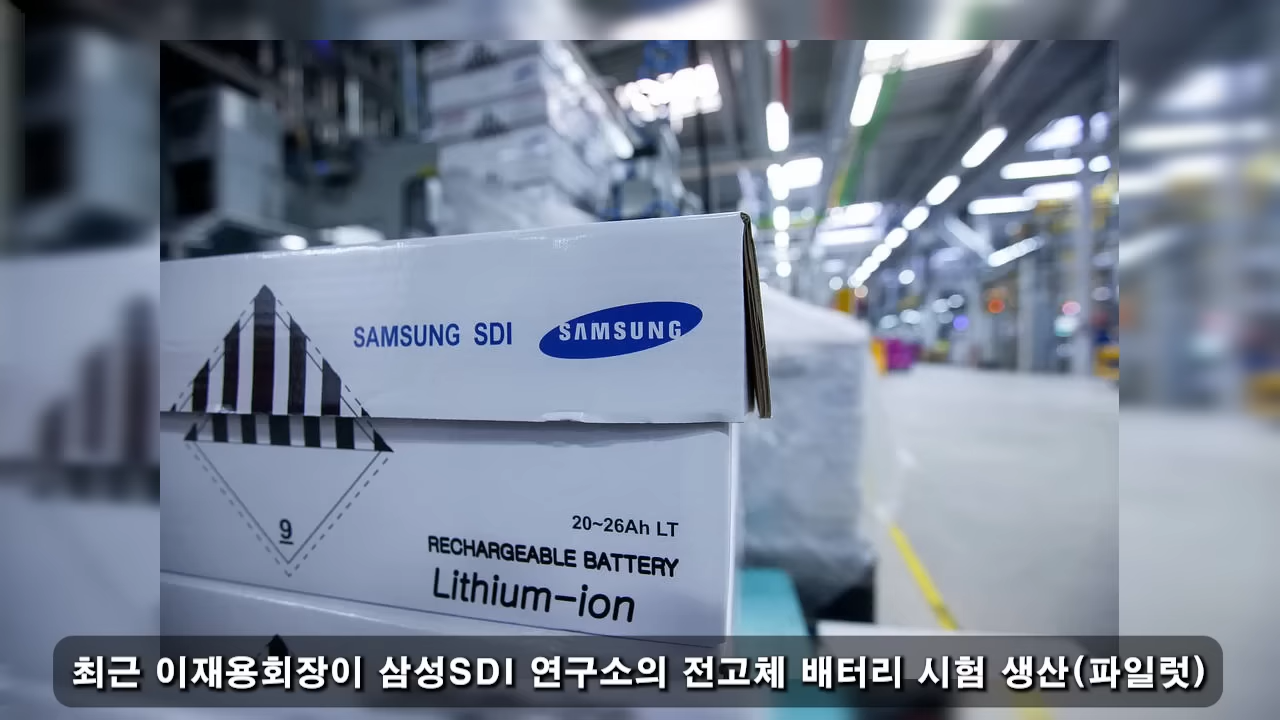 SAMSUNG SDI SAMSUNG
9
20~26Ah LT
RECHARGEABLE BATTERY
Lithium-ion
최근 이재용회장이 삼성SDI 연구소의 전고체 배터리 시험 생산(파일럿)